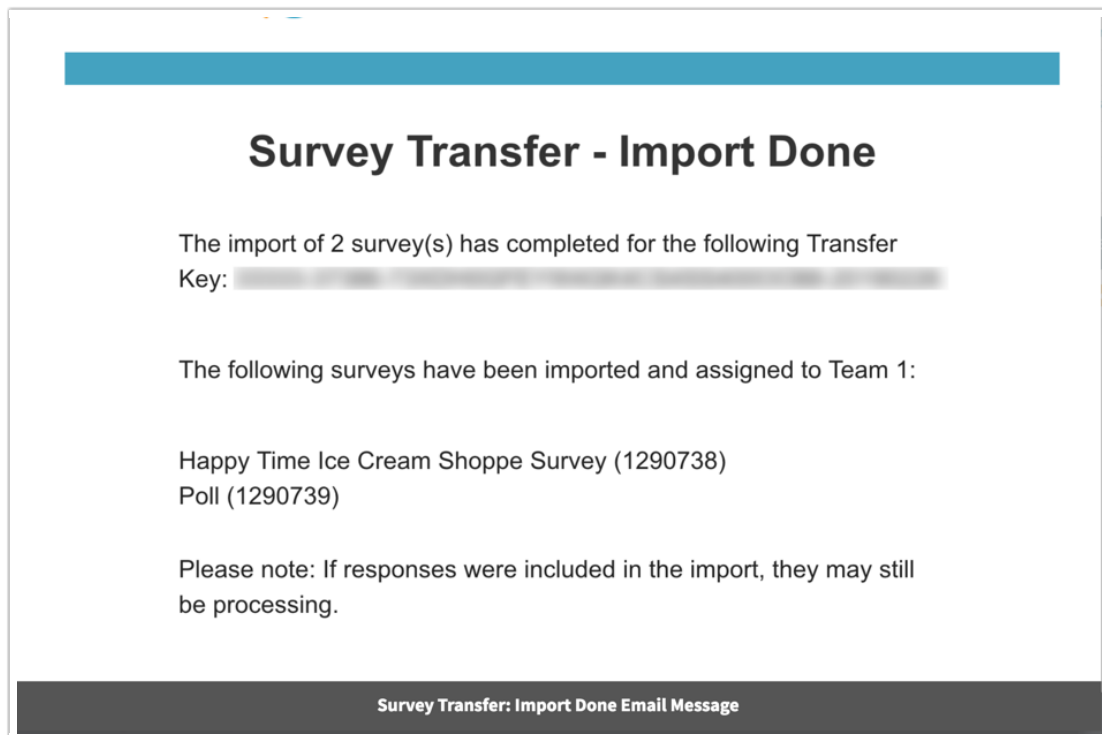 Survey Transfer - Import Done
The import of 2 survey(s) has completed for the following Transfer
Key:
The following surveys have been imported and assigned to Team 1:
Happy Time Ice Cream Shoppe Survey (1290738)
Poll (1290739)
Please note: If responses were included in the import, they may still
be processing.
Survey Transfer: Import Done Email Message